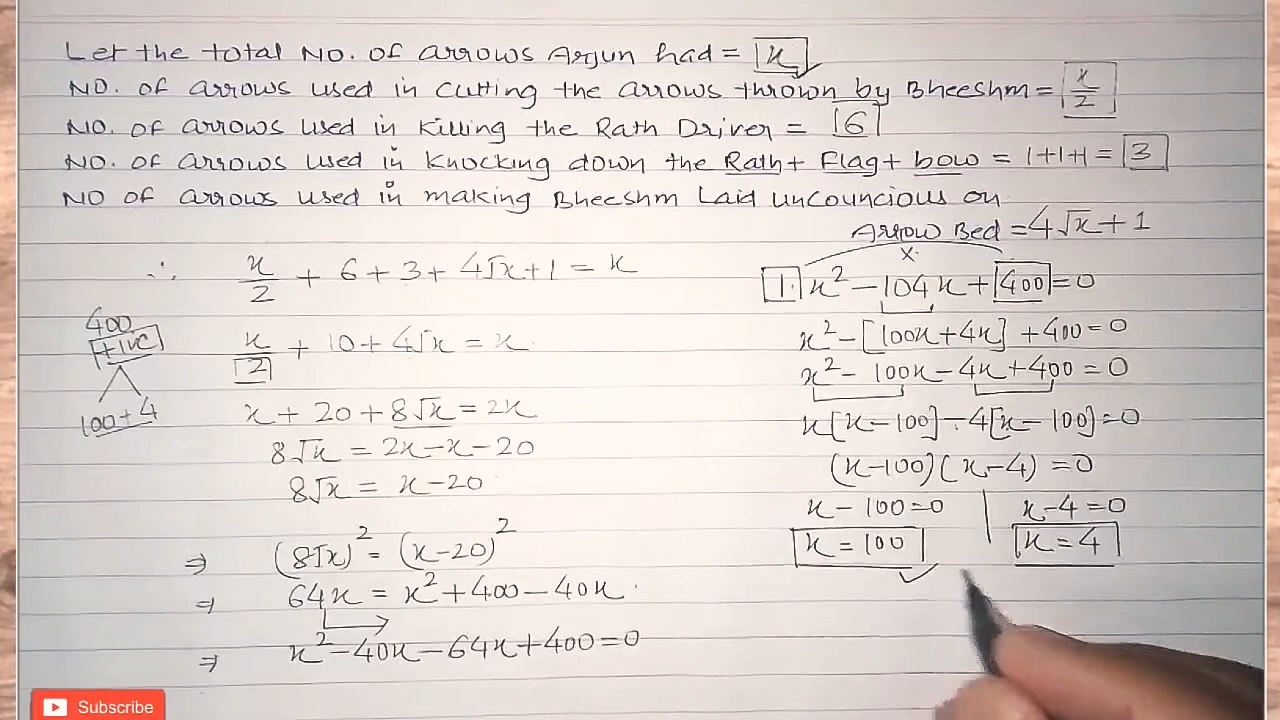 Let the total No. of arrows Arjun had = x
NO. of arrows used in cutting the arrows thrown by Bheeshm = x/2
NO. of arrows used in killing the Rath Driver = 6
NO. of arrows used in knocking down the Rath + Flag + bow = 1+1+1 = 3
NO of arrows used in making Bheeshm Laid uncouncious on
Arrow Bed = 4√x + 1
∴ x/2 + 6 + 3 + 4√x + 1 = x
400
+ive
100+4
x/2 + 10 + 4√x = x
x + 20 + 8√x = 2x
8√x = 2x - x - 20
8√x = x - 20
⇒ (8√x)² = (x-20)²
⇒ 64x = x² + 400 - 40x
⇒ x² - 40x - 64x + 400 = 0
x
1. x² - 104x + 400 = 0
x² - [100x + 4x] + 400 = 0
x² - 100x - 4x + 400 = 0
x[x - 100] - 4[x - 100] = 0
(x-100)(x-4) = 0
x - 100 = 0 | x - 4 = 0
x = 100 | x = 4
Subscribe